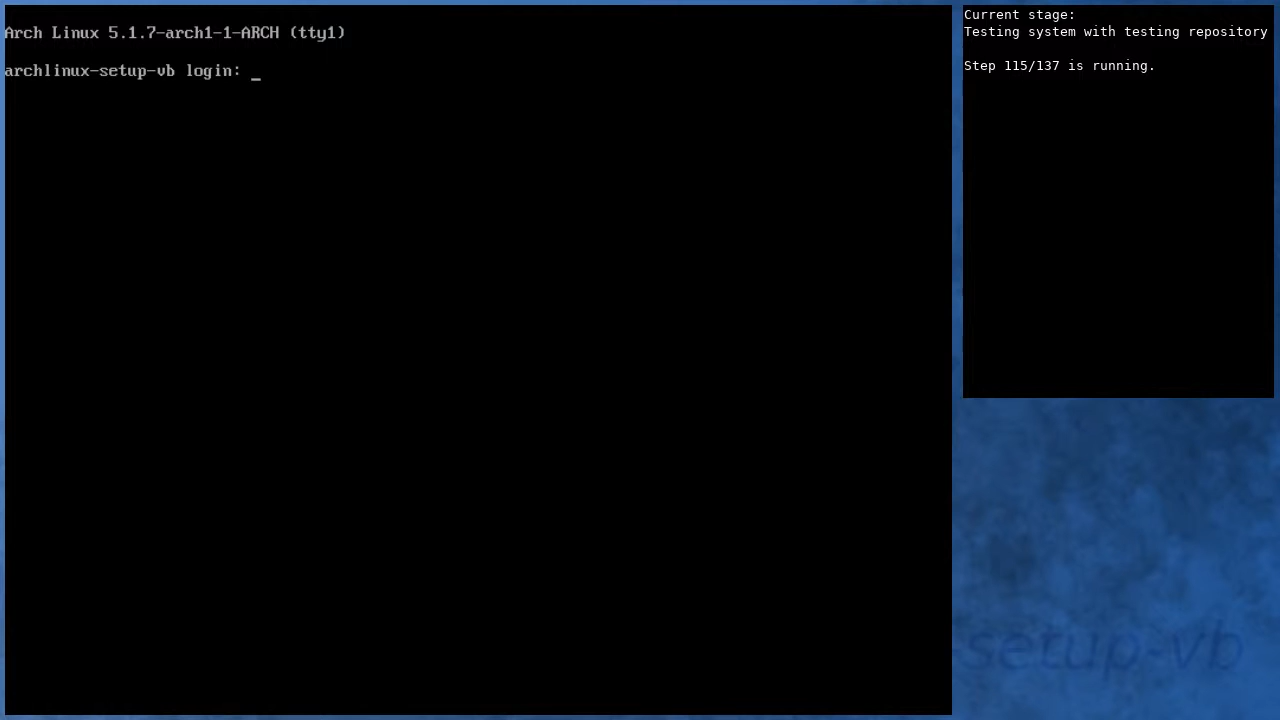 Arch Linux 5.1.7-arch1-1-ARCH (tty1)
archlinux-setup-vb login: _
Current stage:
Testing system with testing repository
Step 115/137 is running.
-setup-vb